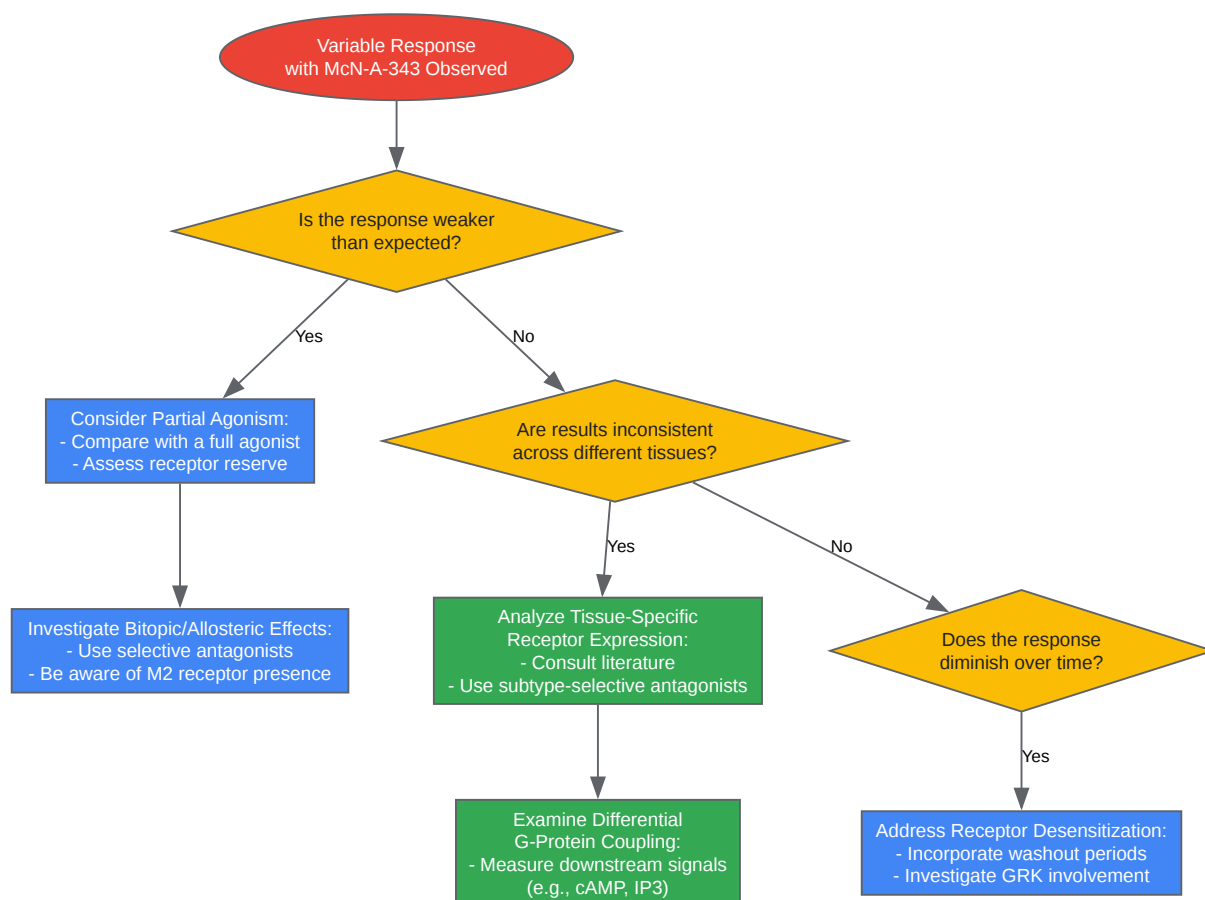 Variable Response
with McN-A-343 Observed
Is the response weaker
than expected?
Yes
No
Consider Partial Agonism:
- Compare with a full agonist
- Assess receptor reserve
Are results inconsistent
across different tissues?
Yes
No
Investigate Bitopic/Allosteric Effects:
- Use selective antagonists
- Be aware of M2 receptor presence
Analyze Tissue-Specific
Receptor Expression:
- Consult literature
- Use subtype-selective antagonists
Does the response
diminish over time?
Yes
Examine Differential
G-Protein Coupling:
- Measure downstream signals
(e.g., cAMP, IP3)
Address Receptor Desensitization:
- Incorporate washout periods
- Investigate GRK involvement